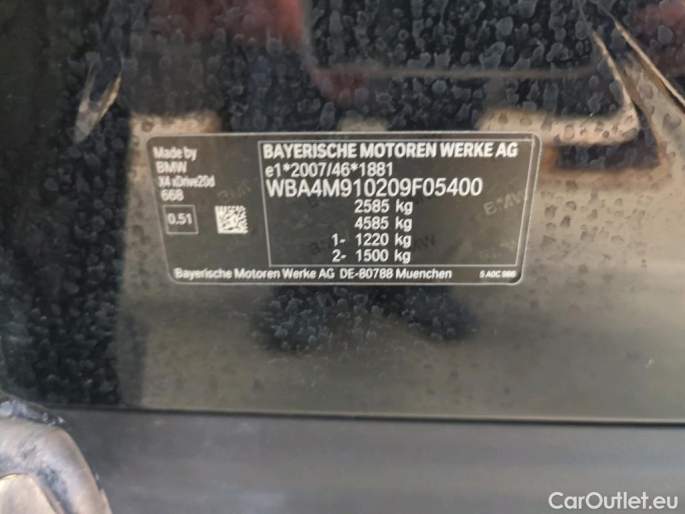 BAYERISCHE MOTOREN WERKE AG
Made by
BMW
X4 xDrive20d
668
0.51
e1*2007/46*1881
WBA4M910209F05400
2585 kg
4585 kg
1- 1220 kg
2- 1500 kg
Bayerische Motoren Werke AG DE-80788 Muenchen
CarOutlet.eu